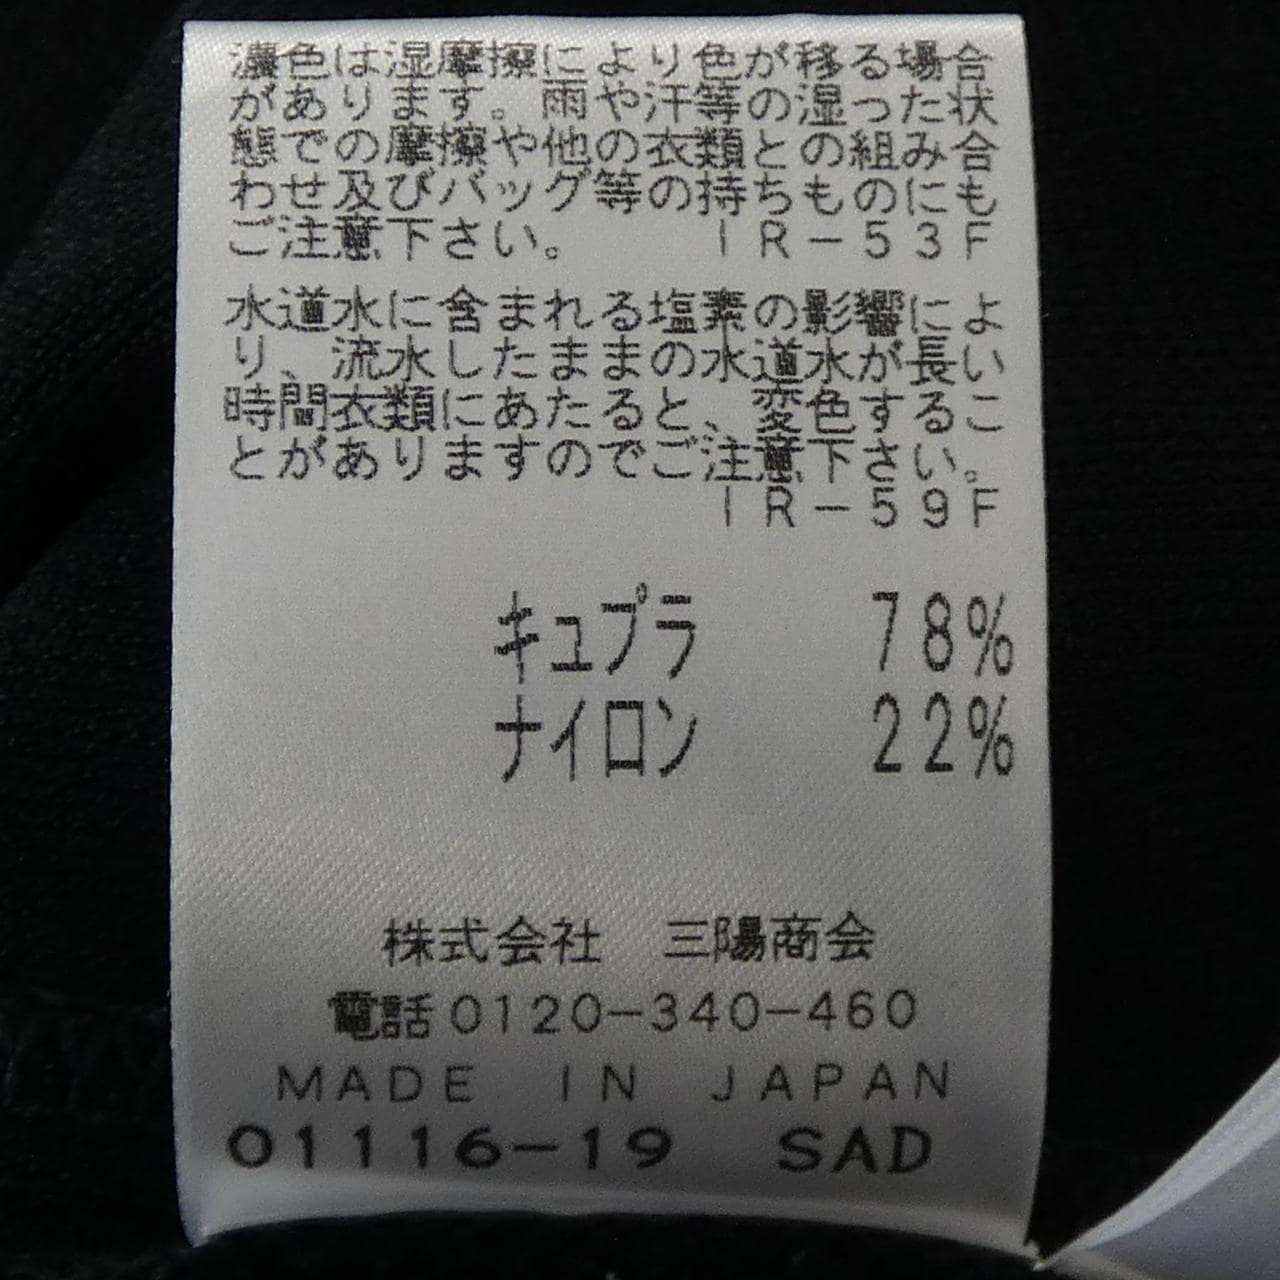 濃色は湿摩擦により色が移る場合
があります。雨や汗等の湿った状
態での摩擦や他の衣類との組み合
わせ及びバッグ等の持ちものにも
ご注意下さい。 IR-53F
水道水に含まれる塩素の影響によ
り、流水したままの水道水が長い
時間衣類にあたると、変色するこ
とがありますのでご注意下さい。
IR-59F
キュプラ 78%
ナイロン 22%
株式会社 三陽商会
電話0120-340-460
MADE IN JAPAN
01116-19 SAD